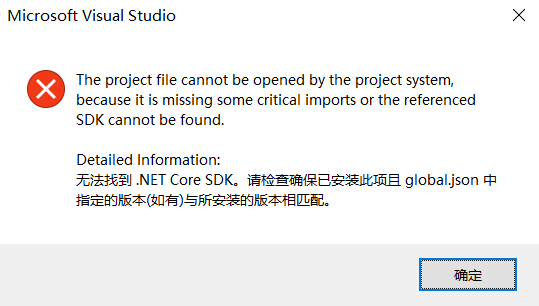 Microsoft Visual Studio
The project file cannot be opened by the project system,
because it is missing some critical imports or the referenced
SDK cannot be found.
Detailed Information:
无法找到 .NET Core SDK。请检查确保已安装此项且 global.json 中
指定的版本(如有)与所安装的版本相匹配。
确定